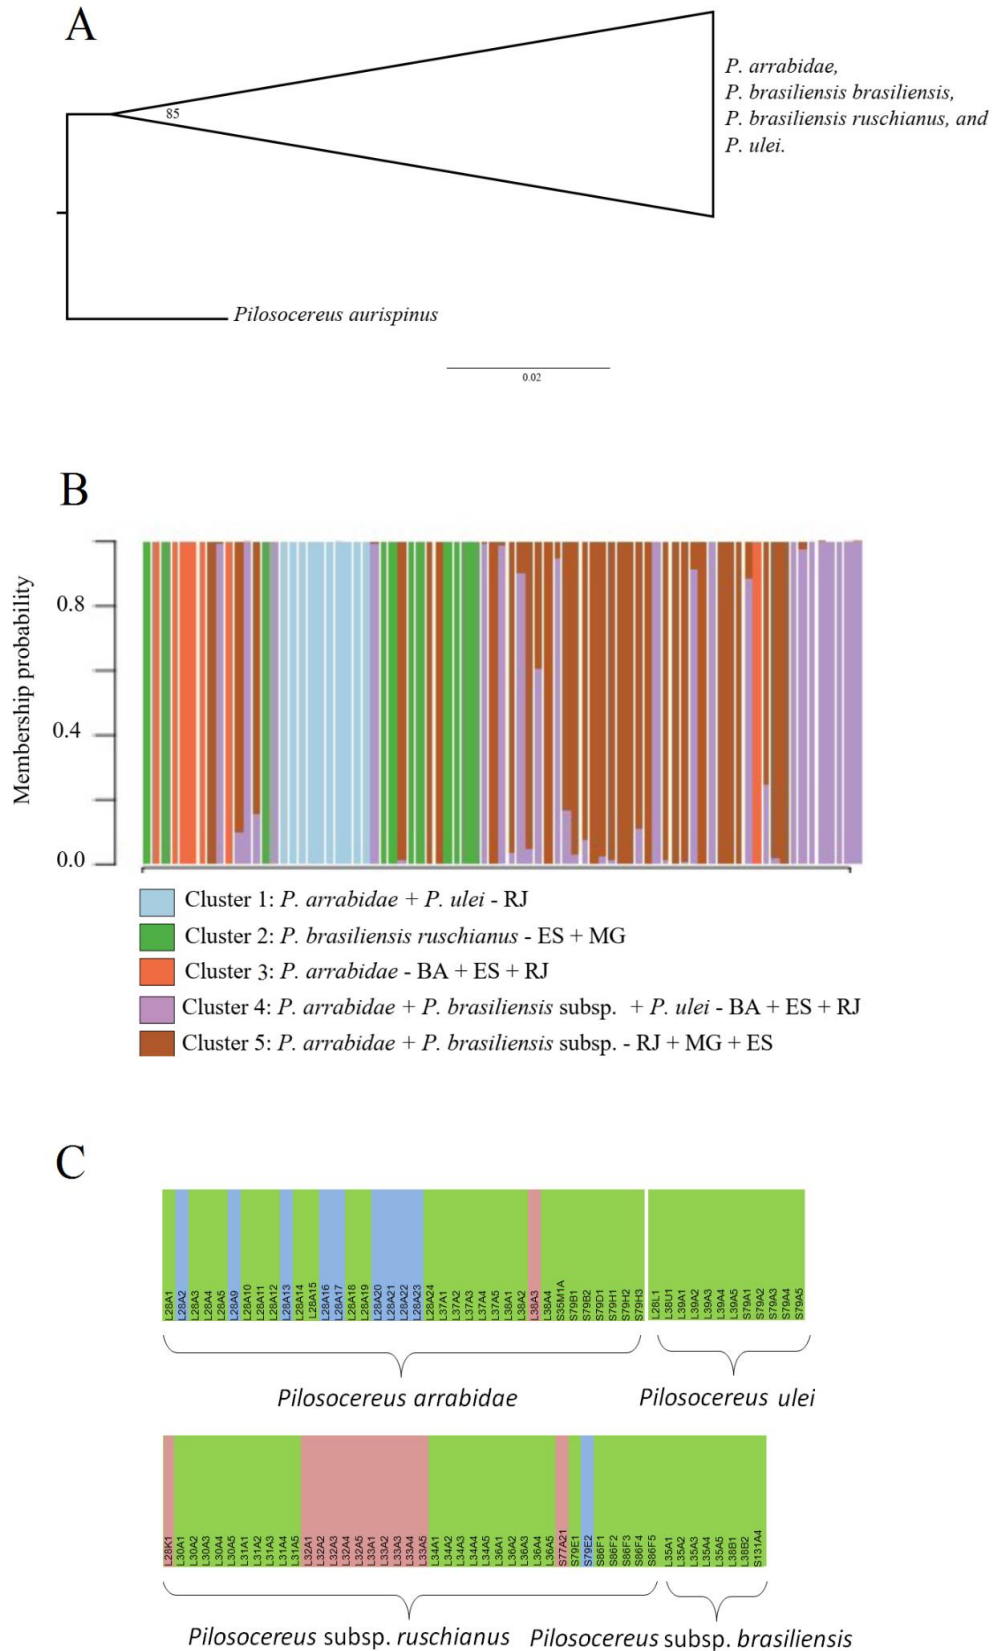 A
P. arrabidae,
P. brasiliensis brasiliensis,
P. brasiliensis ruschianus, and
P. ulei.
85
Pilosocereus aurispinus
0.02
B
Membership probability
0.8
0.4
0.0
Cluster 1: P. arrabidae + P. ulei - RJ
Cluster 2: P. brasiliensis ruschianus - ES + MG
Cluster 3: P. arrabidae - BA + ES + RJ
Cluster 4: P. arrabidae + P. brasiliensis subsp. + P. ulei - BA + ES + RJ
Cluster 5: P. arrabidae + P. brasiliensis subsp. - RJ + MG + ES
C
L28A1
L28A2
L28A3
L28A4
L28A5
L28A9
L28A10
L28A11
L28A12
L28A13
L28A14
L28A15
L28A16
L28A17
L28A18
L28A19
L28A20
L28A21
L28A22
L28A23
L28A24
L37A1
L37A2
L37A3
L37A4
L37A5
L38A1
L38A2
L38A3
L38A4
S35M1A
S79B1
S79B2
S79D1
S79H1
S79H2
S79H3
L28L1
L38U1
L39A1
L39A2
L39A3
L39A4
L39A5
S79A1
S79A2
S79A3
S79A4
S79A5
Pilosocereus arrabidae
Pilosocereus ulei
L28K1
L30A1
L30A2
L30A3
L30A4
L30A5
L31A1
L31A2
L31A3
L31A4
L31A5
L32A1
L32A2
L32A3
L32A4
L32A5
L33A1
L33A2
L33A3
L33A4
L33A5
L34A1
L34A2
L34A3
L34A4
L34A5
L36A1
L36A2
L36A3
L36A4
L36A5
S77A21
S79E1
S79E2
S86F1
S86F2
S86F3
S86F4
S86F5
L35A1
L35A2
L35A3
L35A4
L35A5
L38B1
L38B2
S131A4
Pilosocereus subsp. ruschianus
Pilosocereus subsp. brasiliensis